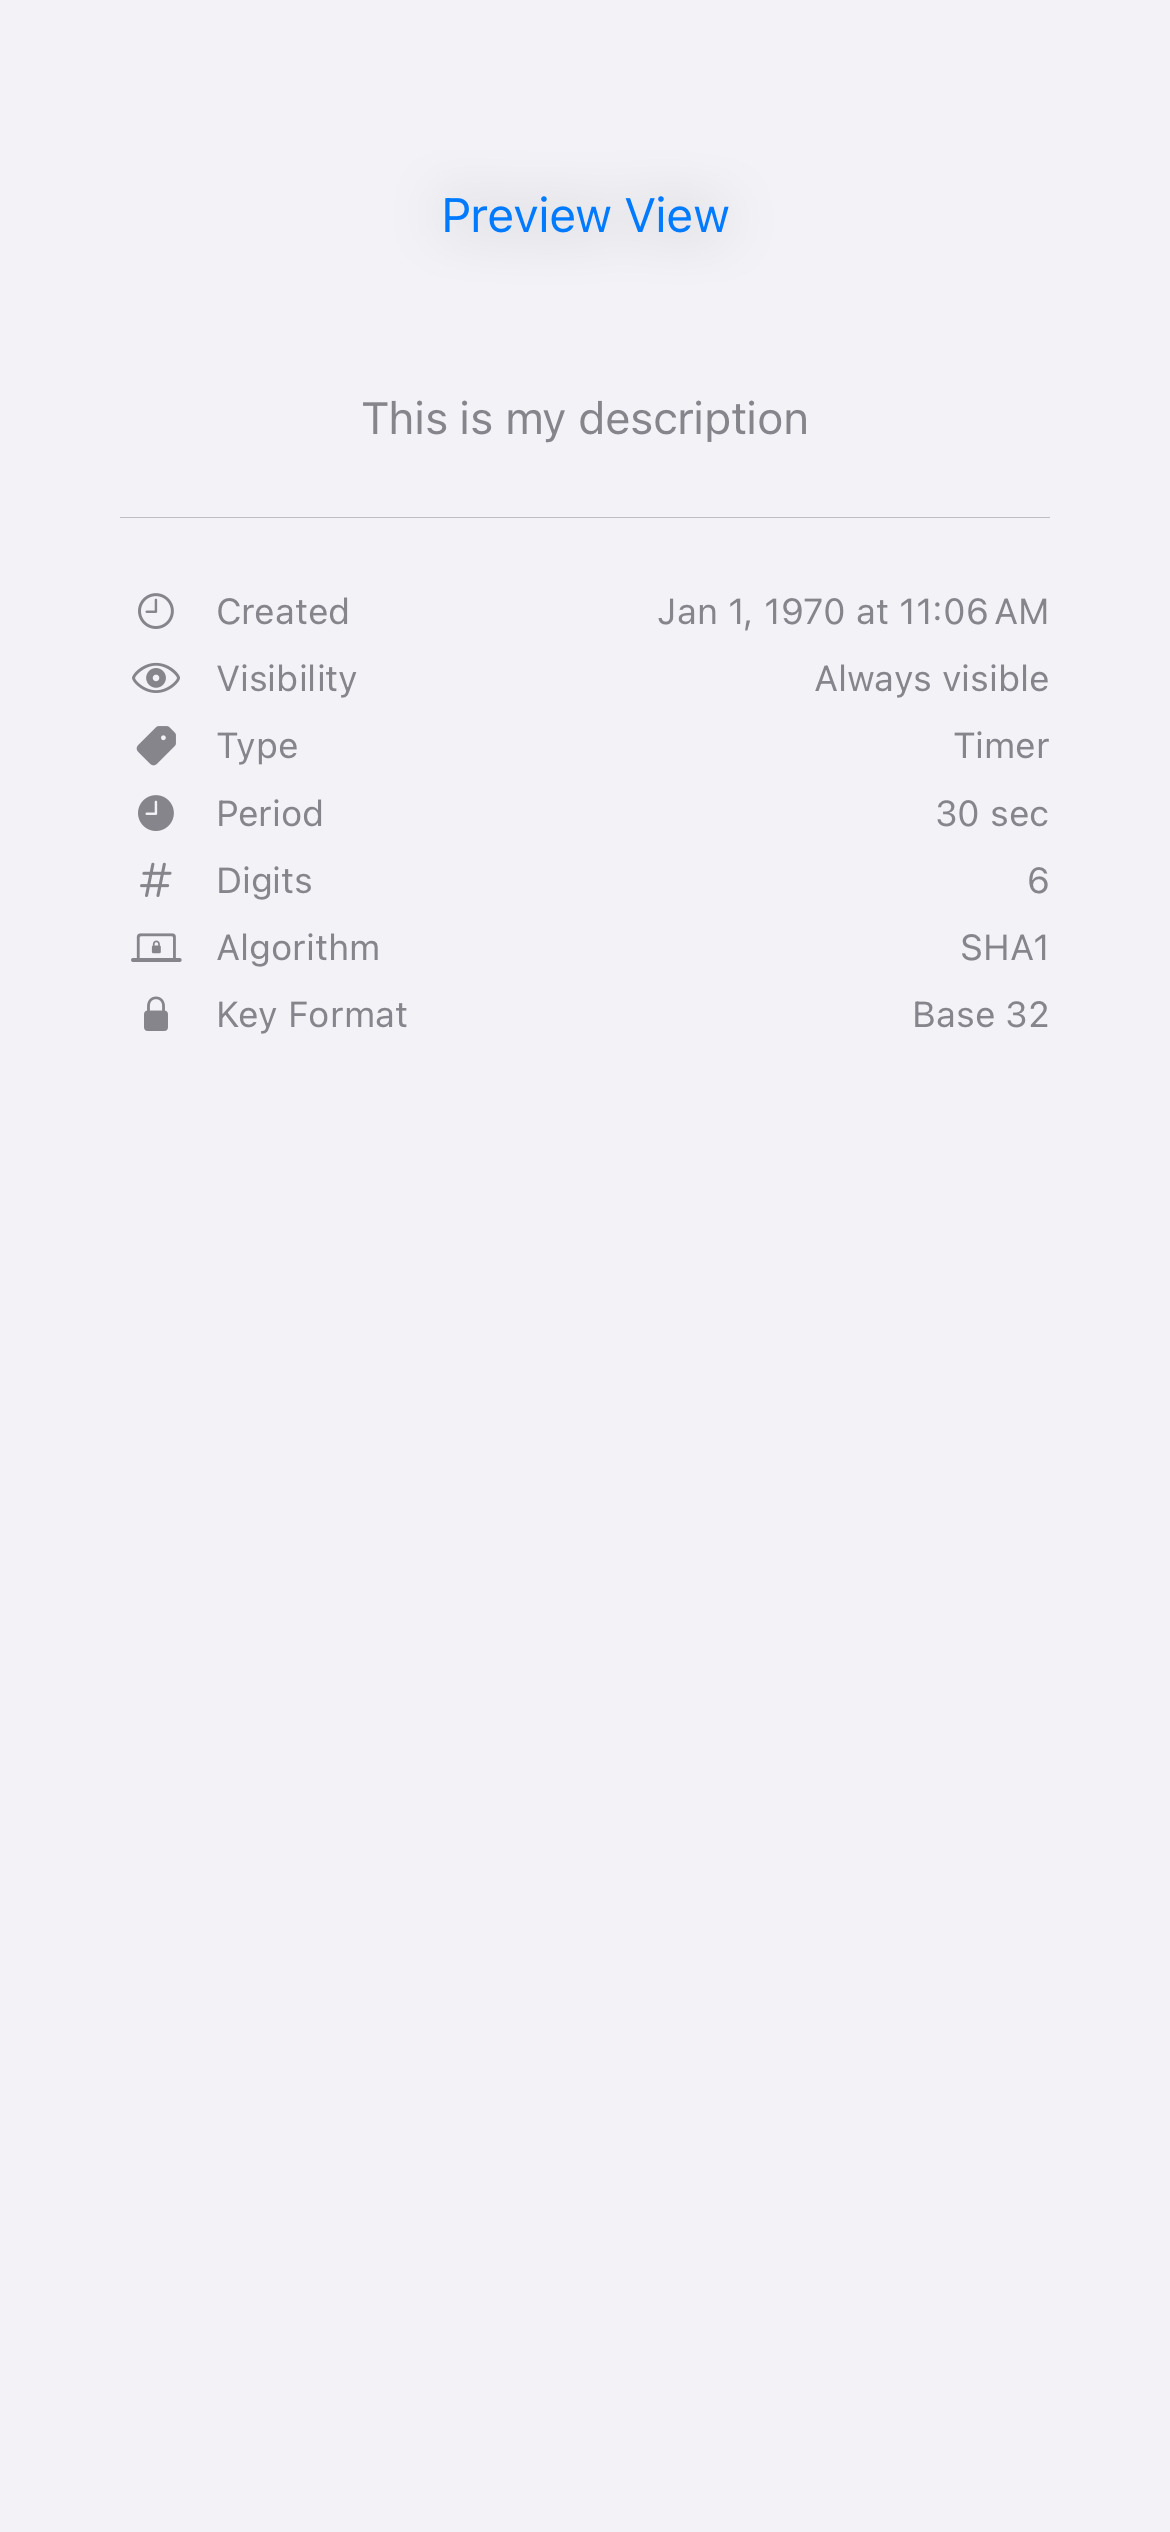 Preview View
This is my description
Created Jan 1, 1970 at 11:06 AM
Visibility Always visible
Type Timer
Period 30 sec
Digits 6
Algorithm SHA1
Key Format Base 32